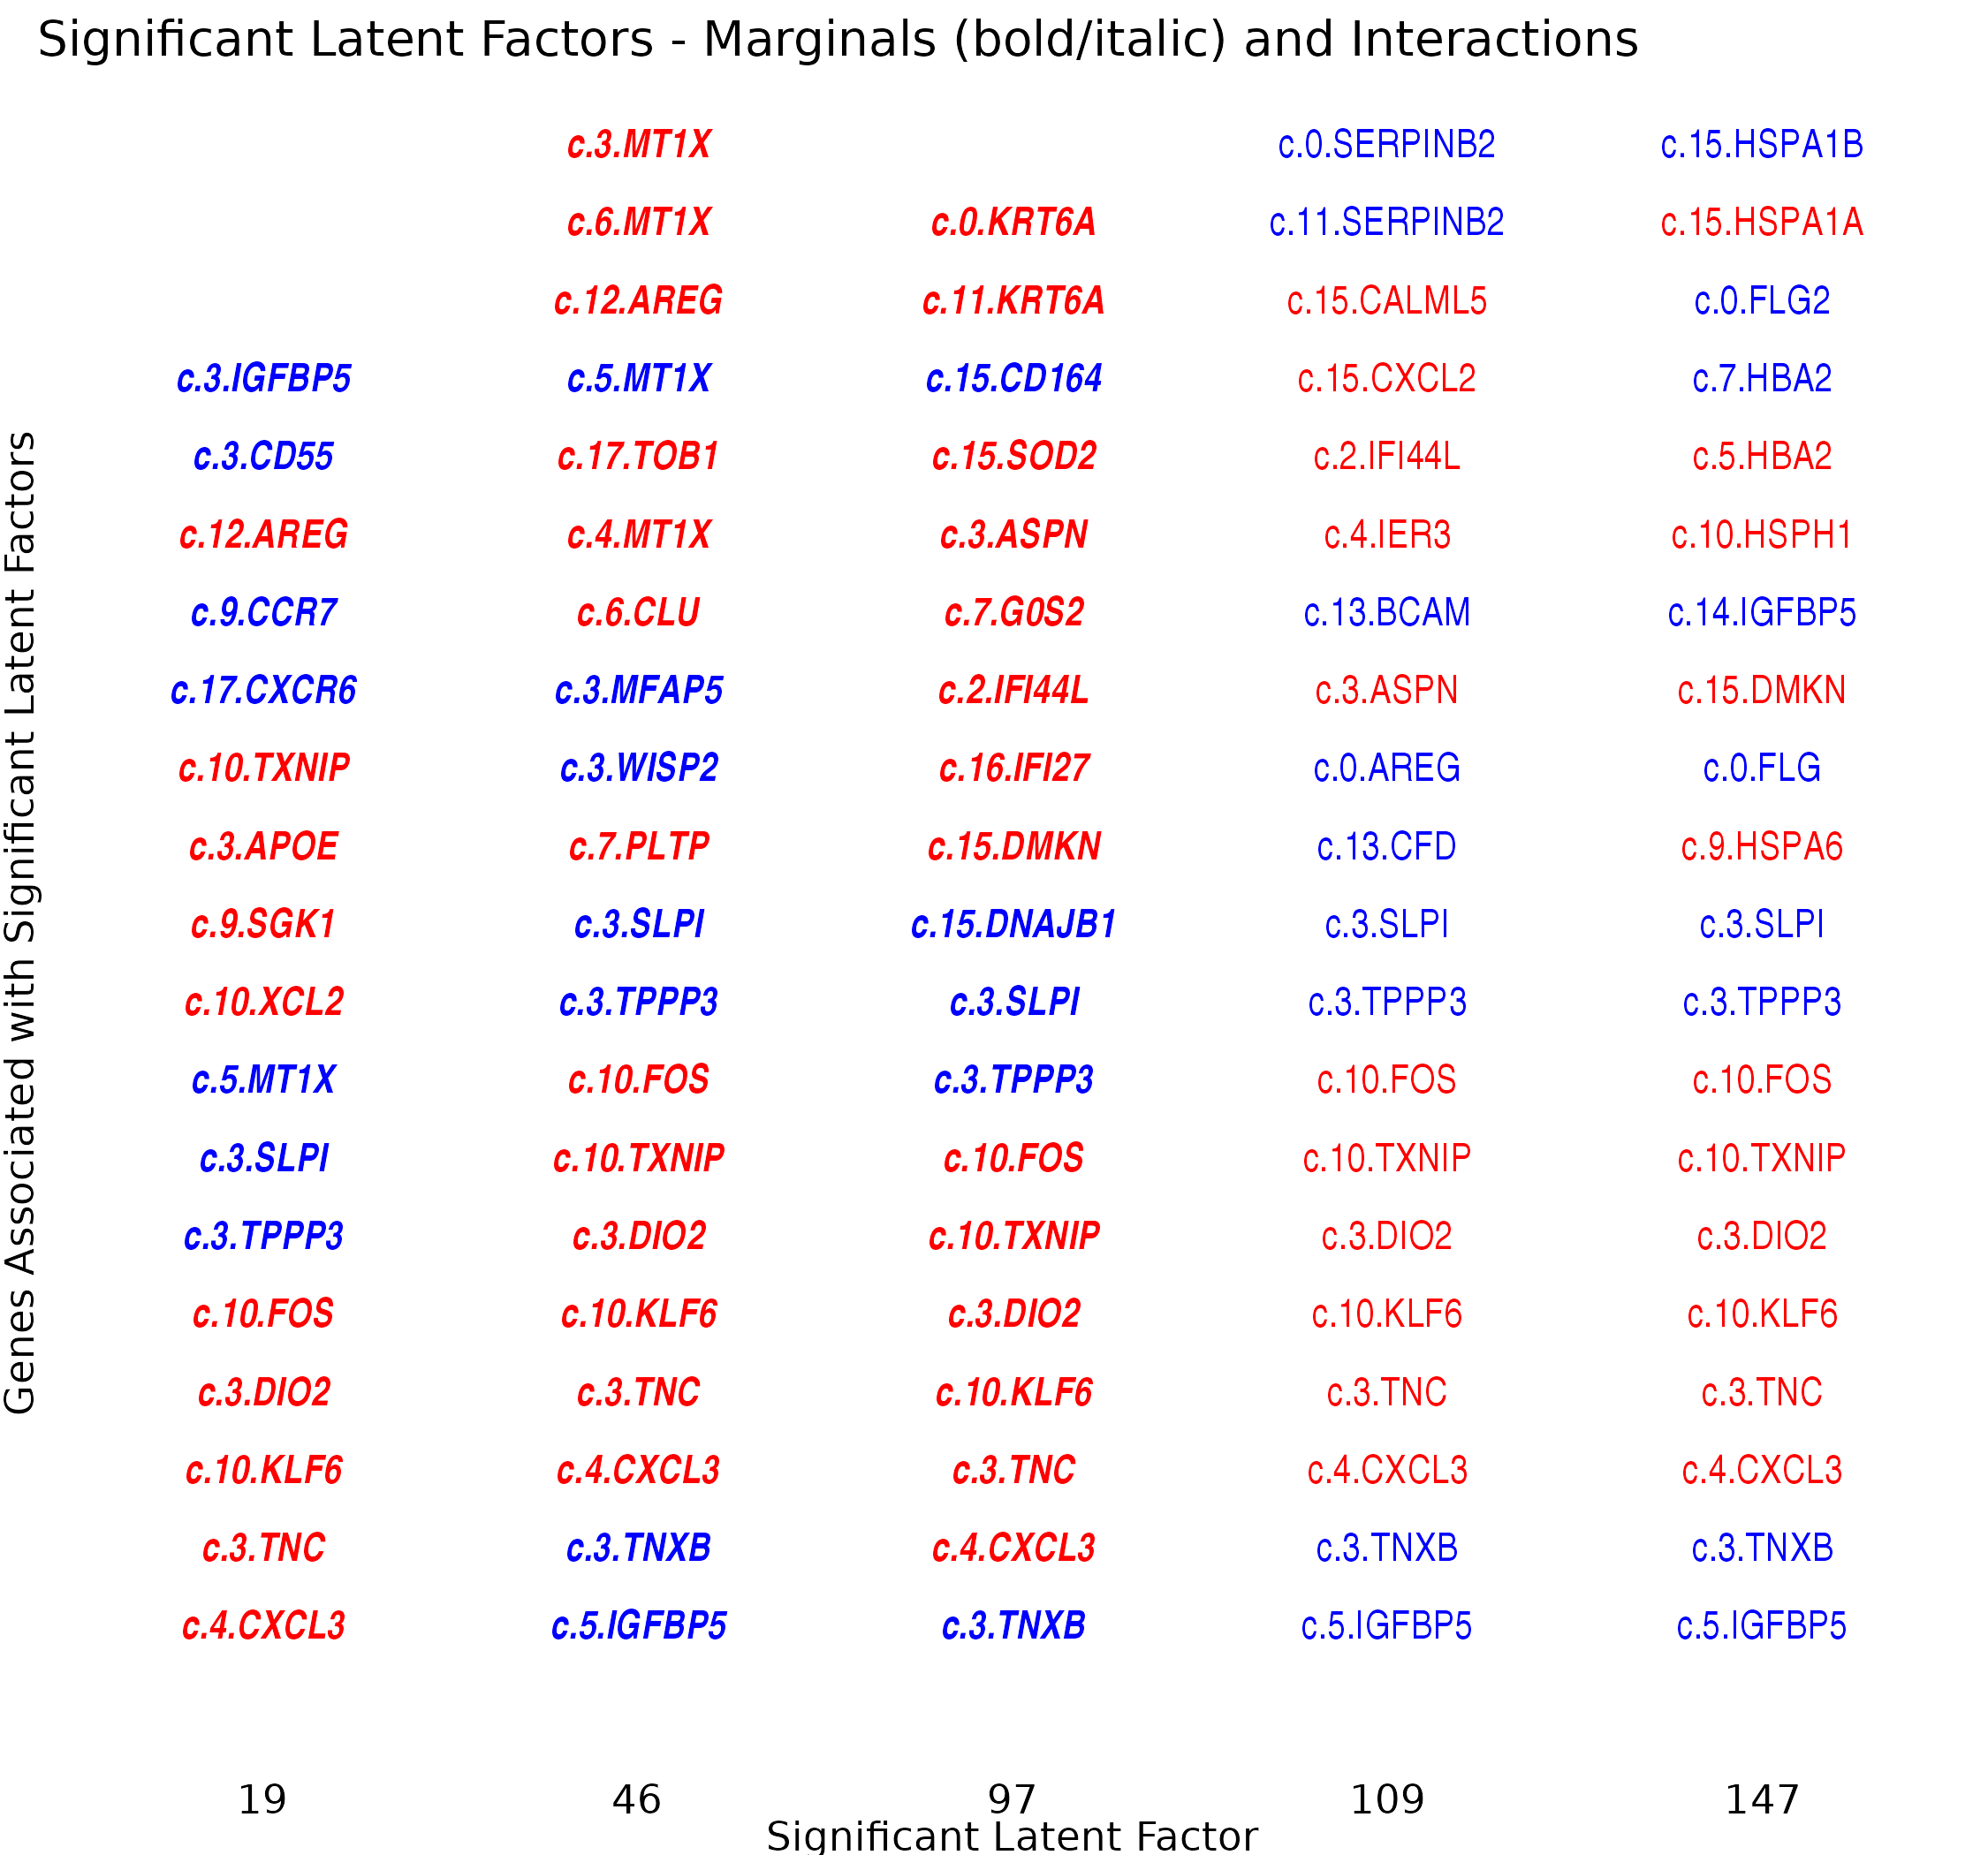 Significant Latent Factors - Marginals (bold/italic) and Interactions
c.3.MT1X c.0.SERPINB2 c.15.HSPA1B
c.6.MT1X c.0.KRT6A c.11.SERPINB2 c.15.HSPA1A
c.12.AREG c.11.KRT6A c.15.CALML5 c.0.FLG2
c.3.IGFBP5 c.5.MT1X c.15.CD164 c.15.CXCL2 c.7.HBA2
c.3.CD55 c.17.TOB1 c.15.SOD2 c.2.IFI44L c.5.HBA2
c.12.AREG c.4.MT1X c.3.ASPN c.4.IER3 c.10.HSPH1
c.9.CCR7 c.6.CLU c.7.G0S2 c.13.BCAM c.14.IGFBP5
c.17.CXCR6 c.3.MFAP5 c.2.IFI44L c.3.ASPN c.15.DMKN
c.10.TXNIP c.3.WISP2 c.16.IFI27 c.0.AREG c.0.FLG
c.3.APOE c.7.PLTP c.15.DMKN c.13.CFD c.9.HSPA6
c.9.SGK1 c.3.SLPI c.15.DNAJB1 c.3.SLPI c.3.SLPI
c.10.XCL2 c.3.TPPP3 c.3.SLPI c.3.TPPP3 c.3.TPPP3
c.5.MT1X c.10.FOS c.3.TPPP3 c.10.FOS c.10.FOS
c.3.SLPI c.10.TXNIP c.10.FOS c.10.TXNIP c.10.TXNIP
c.3.TPPP3 c.3.DIO2 c.10.TXNIP c.3.DIO2 c.3.DIO2
c.10.FOS c.10.KLF6 c.3.DIO2 c.10.KLF6 c.10.KLF6
c.3.DIO2 c.3.TNC c.10.KLF6 c.3.TNC c.3.TNC
c.10.KLF6 c.4.CXCL3 c.3.TNC c.4.CXCL3 c.4.CXCL3
c.3.TNC c.3.TNXB c.4.CXCL3 c.3.TNXB c.3.TNXB
c.4.CXCL3 c.5.IGFBP5 c.3.TNXB c.5.IGFBP5 c.5.IGFBP5
Genes Associated with Significant Latent Factors
19 46 97 109 147
Significant Latent Factor